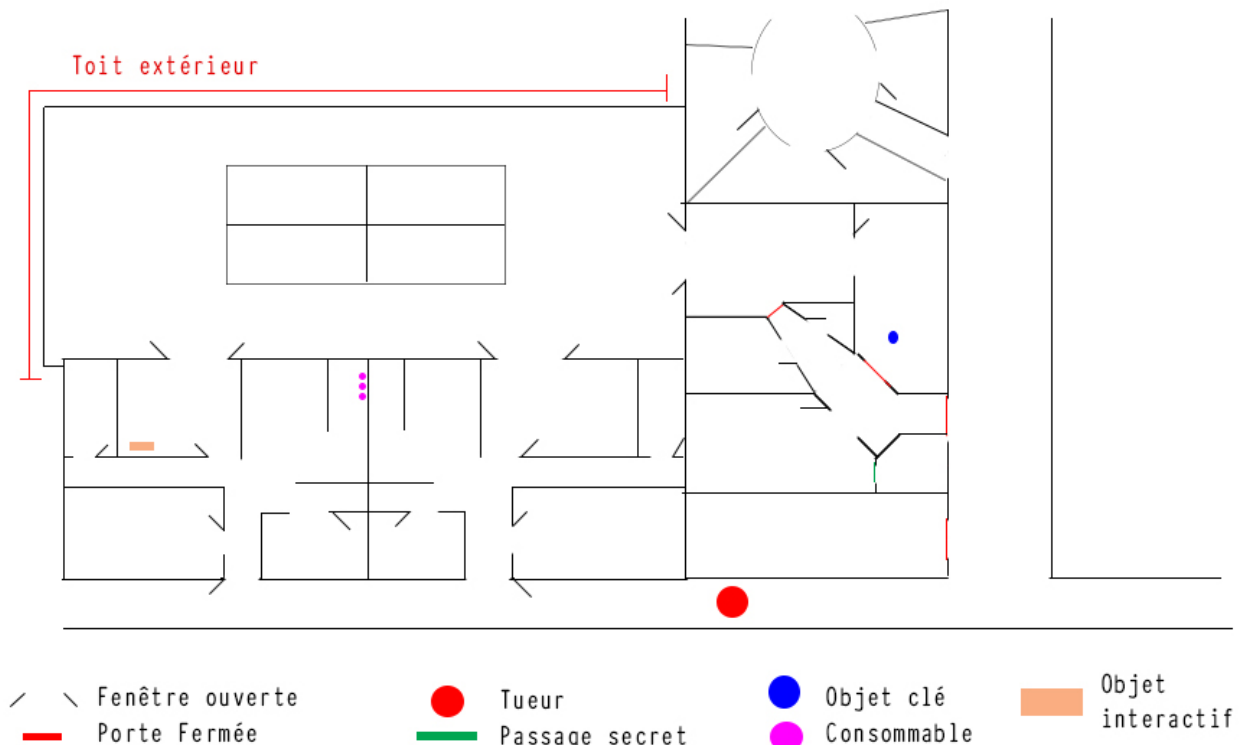 Toit extérieur
Fenêtre ouverte
Tueur
Objet clé
Objet
interactif
Porte Fermée
Passage secret
Consommable